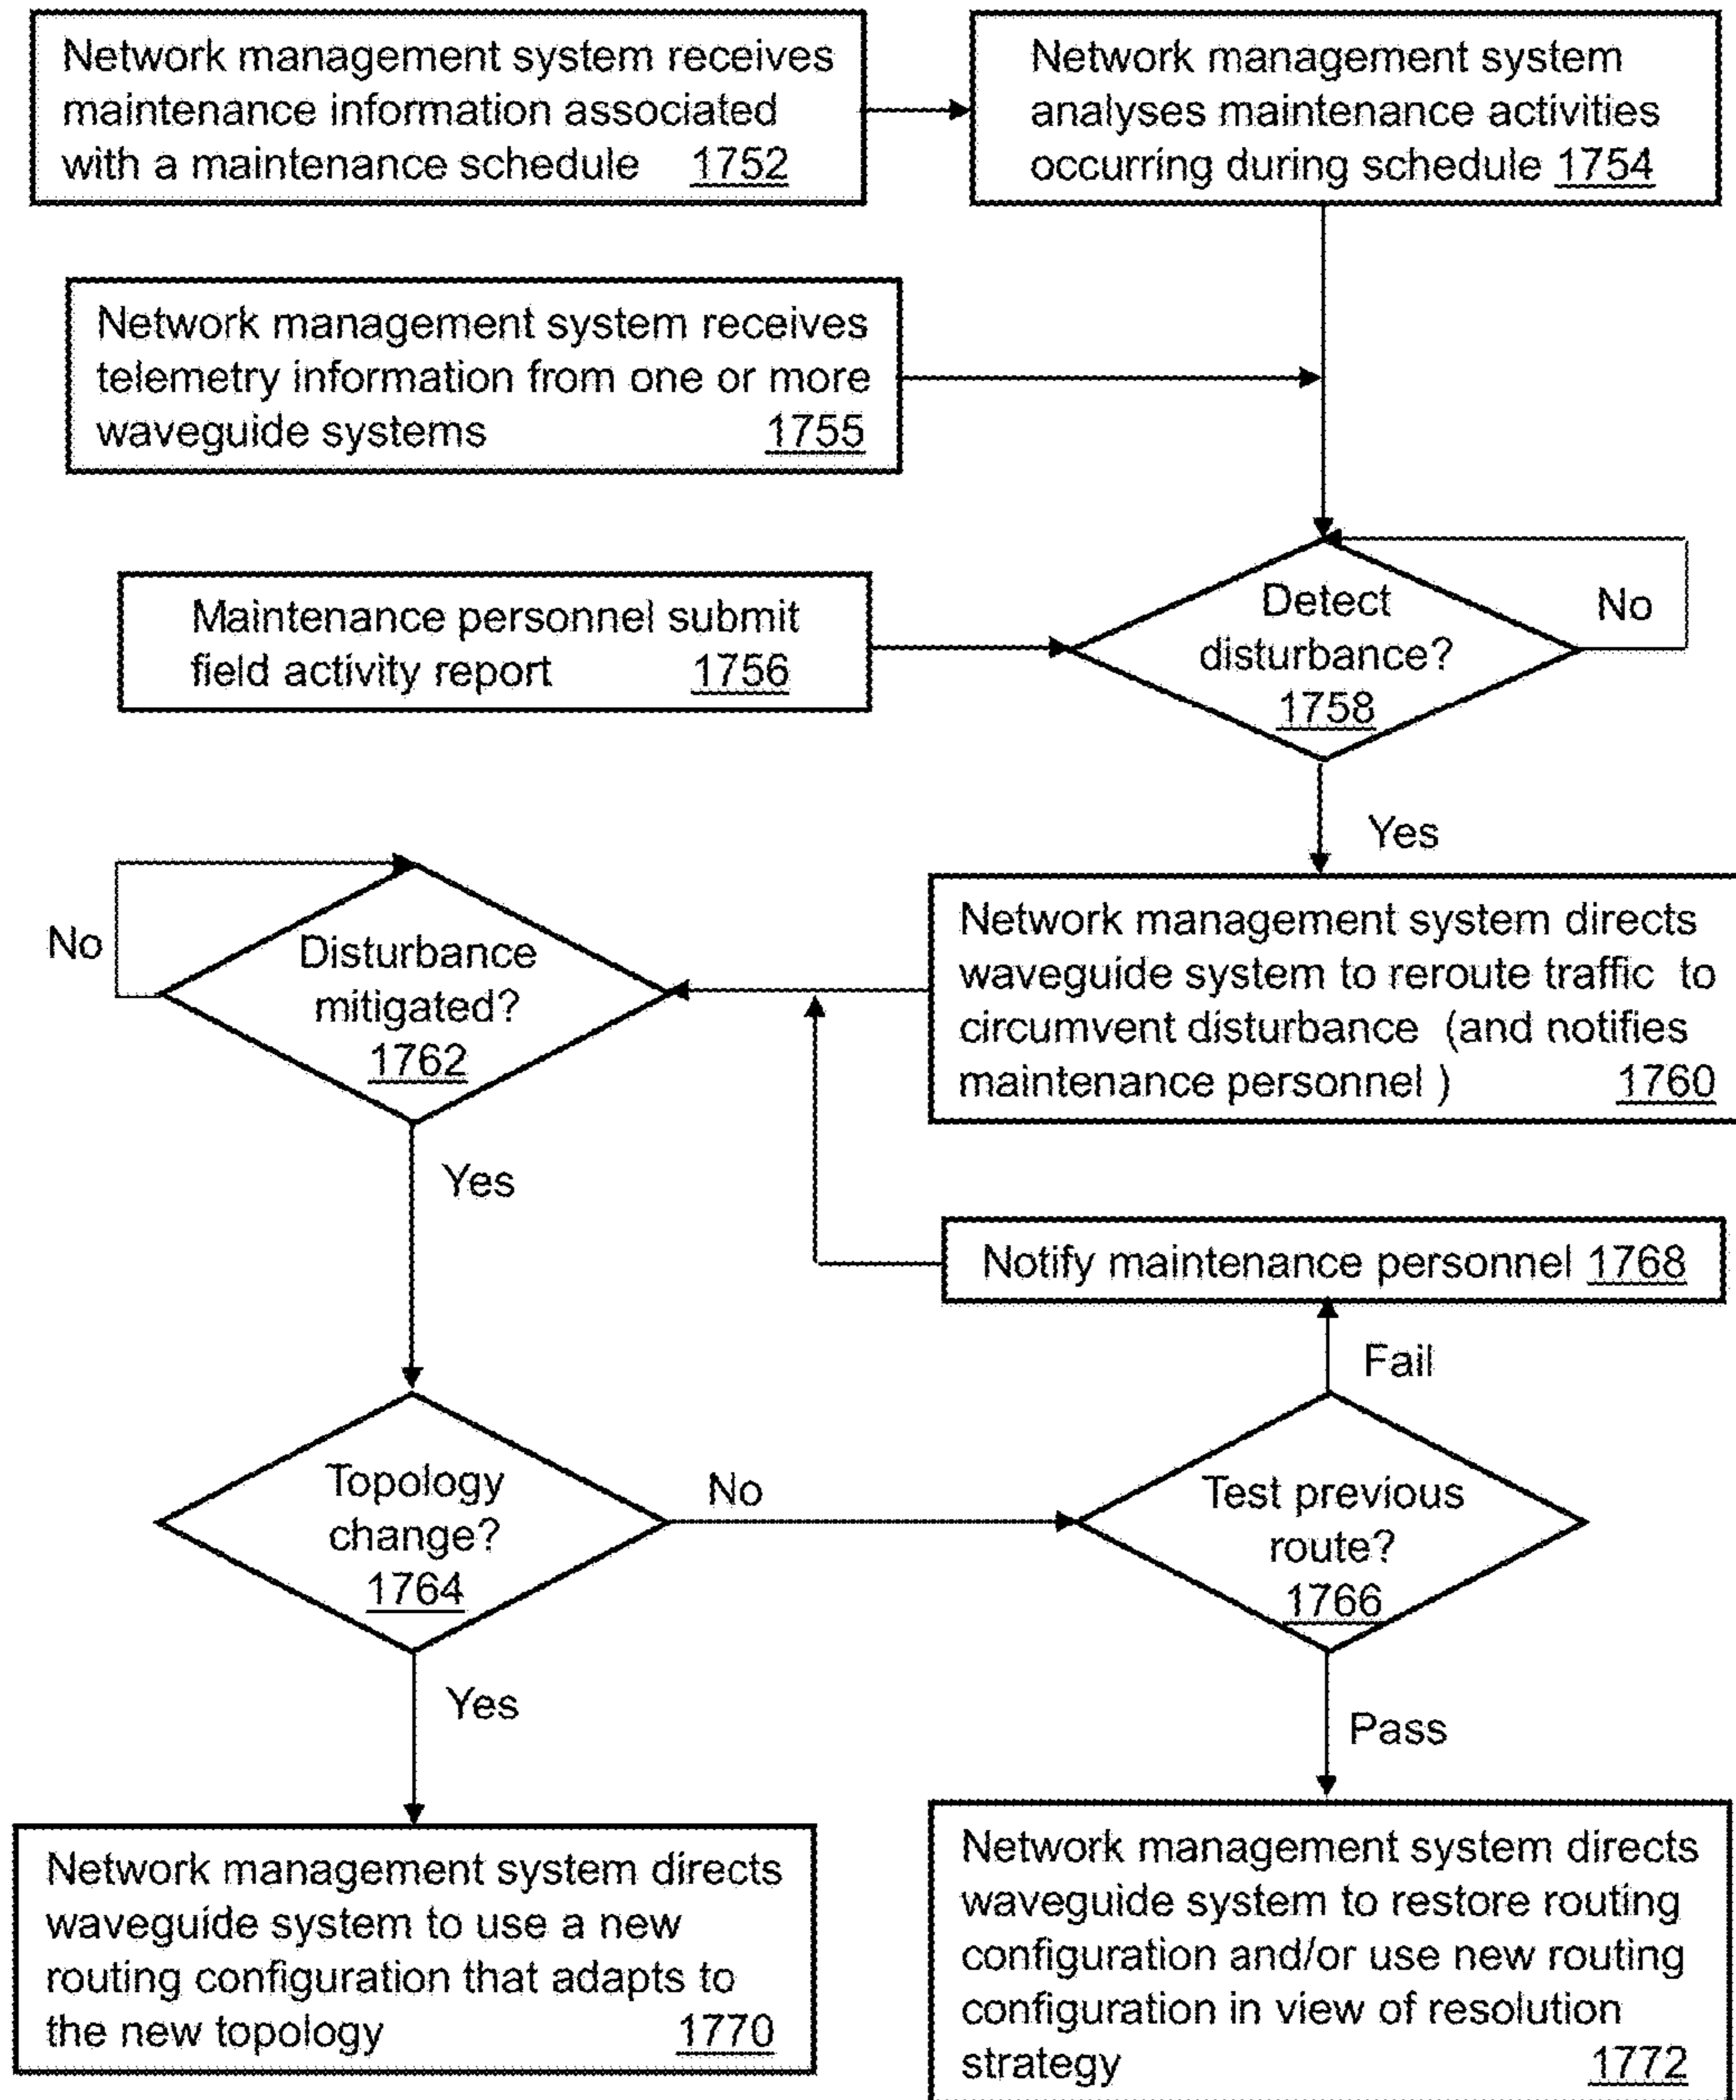 Network management system receives
maintenance information associated
with a maintenance schedule 1752
Network management system
analyses maintenance activities
occurring during schedule 1754
Network management system receives
telemetry information from one or more
waveguide systems 1755
Maintenance personnel submit
field activity report 1756
Detect
disturbance?
1758
No
Yes
Network management system directs
waveguide system to reroute traffic to
circumvent disturbance (and notifies
maintenance personnel ) 1760
No
Disturbance
mitigated?
1762
Yes
Notify maintenance personnel 1768
Fail
Topology
change?
1764
No
Test previous
route?
1766
Yes
Pass
Network management system directs
waveguide system to use a new
routing configuration that adapts to
the new topology 1770
Network management system directs
waveguide system to restore routing
configuration and/or use new routing
configuration in view of resolution
strategy 1772